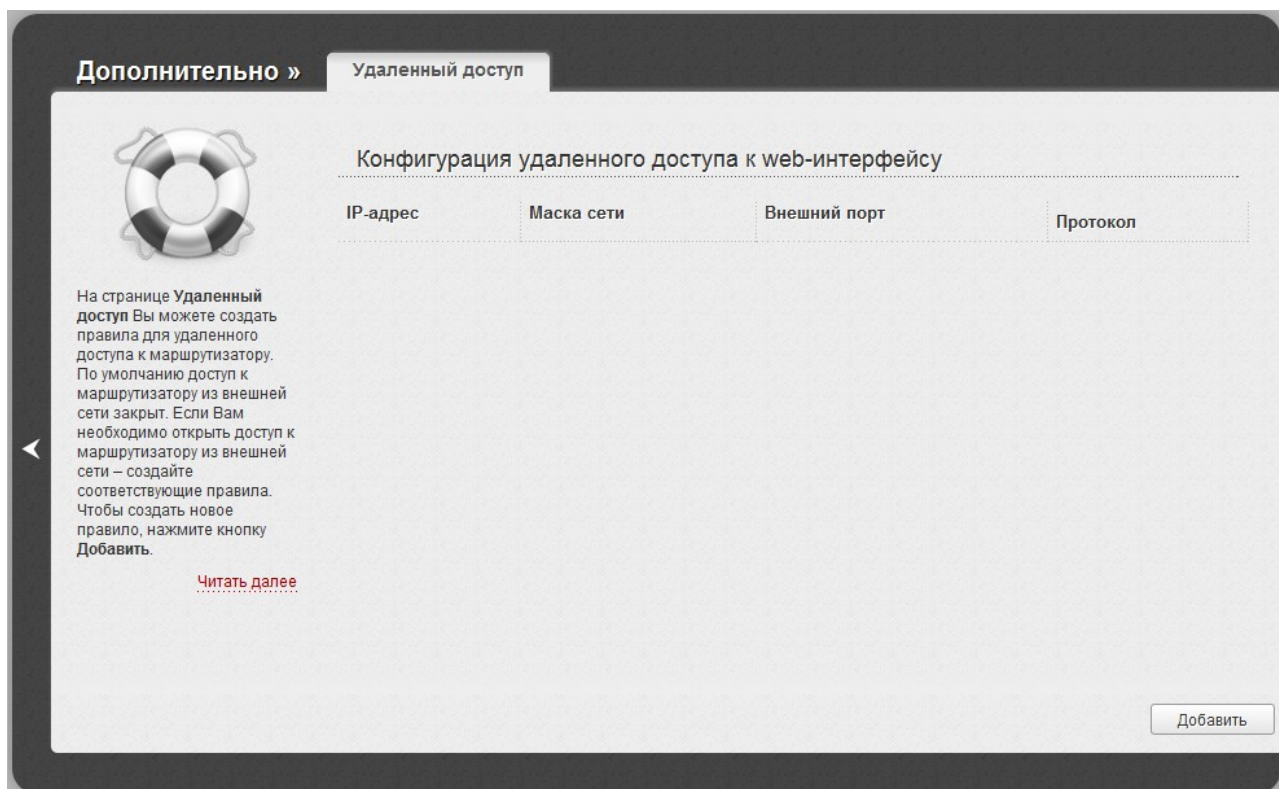 Дополнительно »
Удаленный доступ
Конфигурация удаленного доступа к web-интерфейсу
IP-адрес
Маска сети
Внешний порт
Протокол
На странице Удаленный
доступ Вы можете создать
правила для удаленного
доступа к маршрутизатору.
По умолчанию доступ к
маршрутизатору из внешней
сети закрыт. Если Вам
необходимо открыть доступ к
маршрутизатору из внешней
сети – создайте
соответствующие правила.
Чтобы создать новое
правило, нажмите кнопку
Добавить.
Читать далее
Добавить